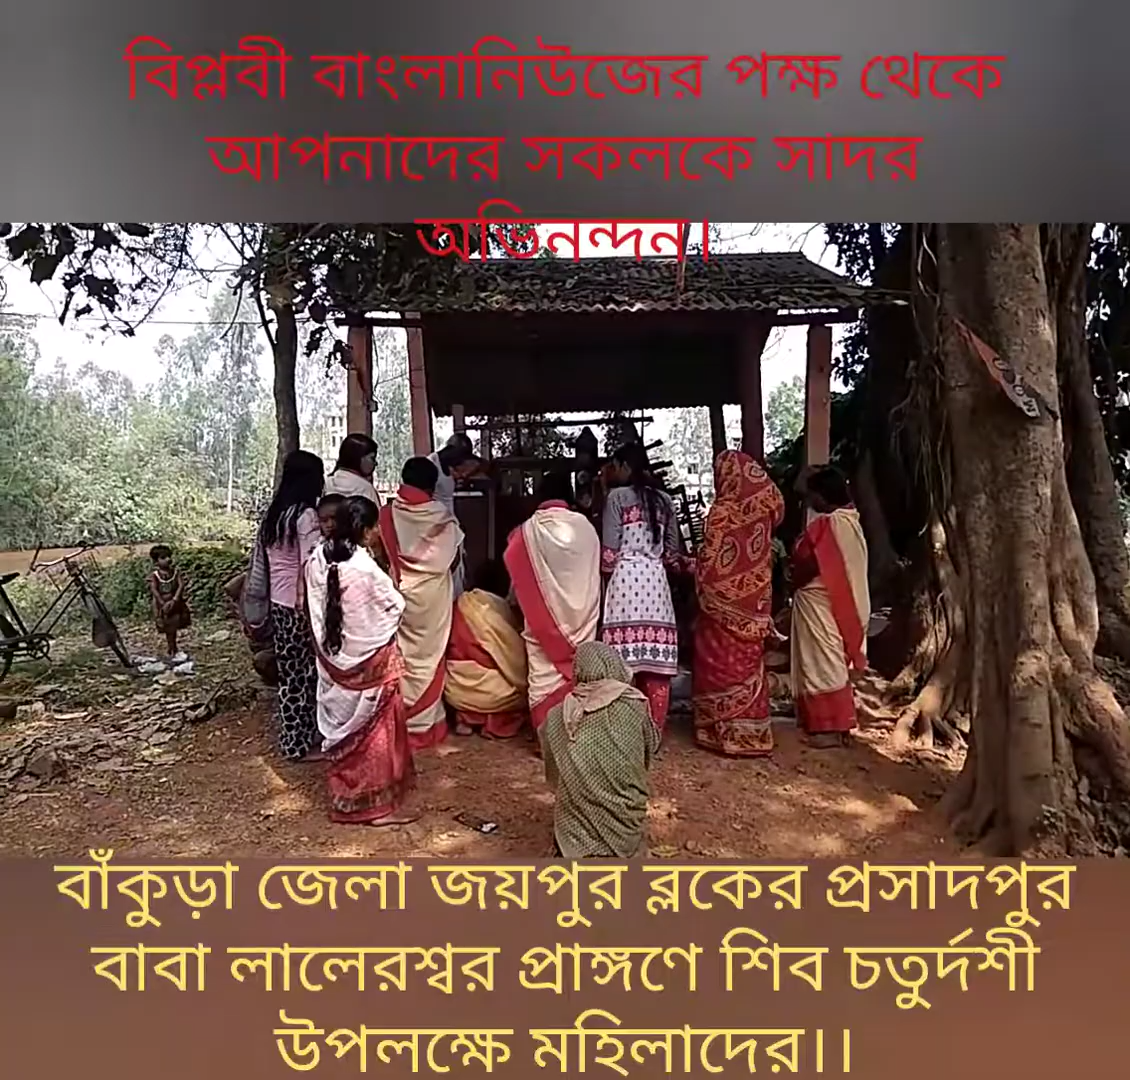 বিপ্লবী বাংলানিউজের পক্ষ থেকে
আপনাদের সকলকে সাদর
অভিনন্দন।
বাঁকুড়া জেলা জয়পুর ব্লকের প্রসাদপুর
বাবা লালেরশ্বর প্রাঙ্গণে শিব চতুর্দশী
উপলক্ষে মহিলাদের।।